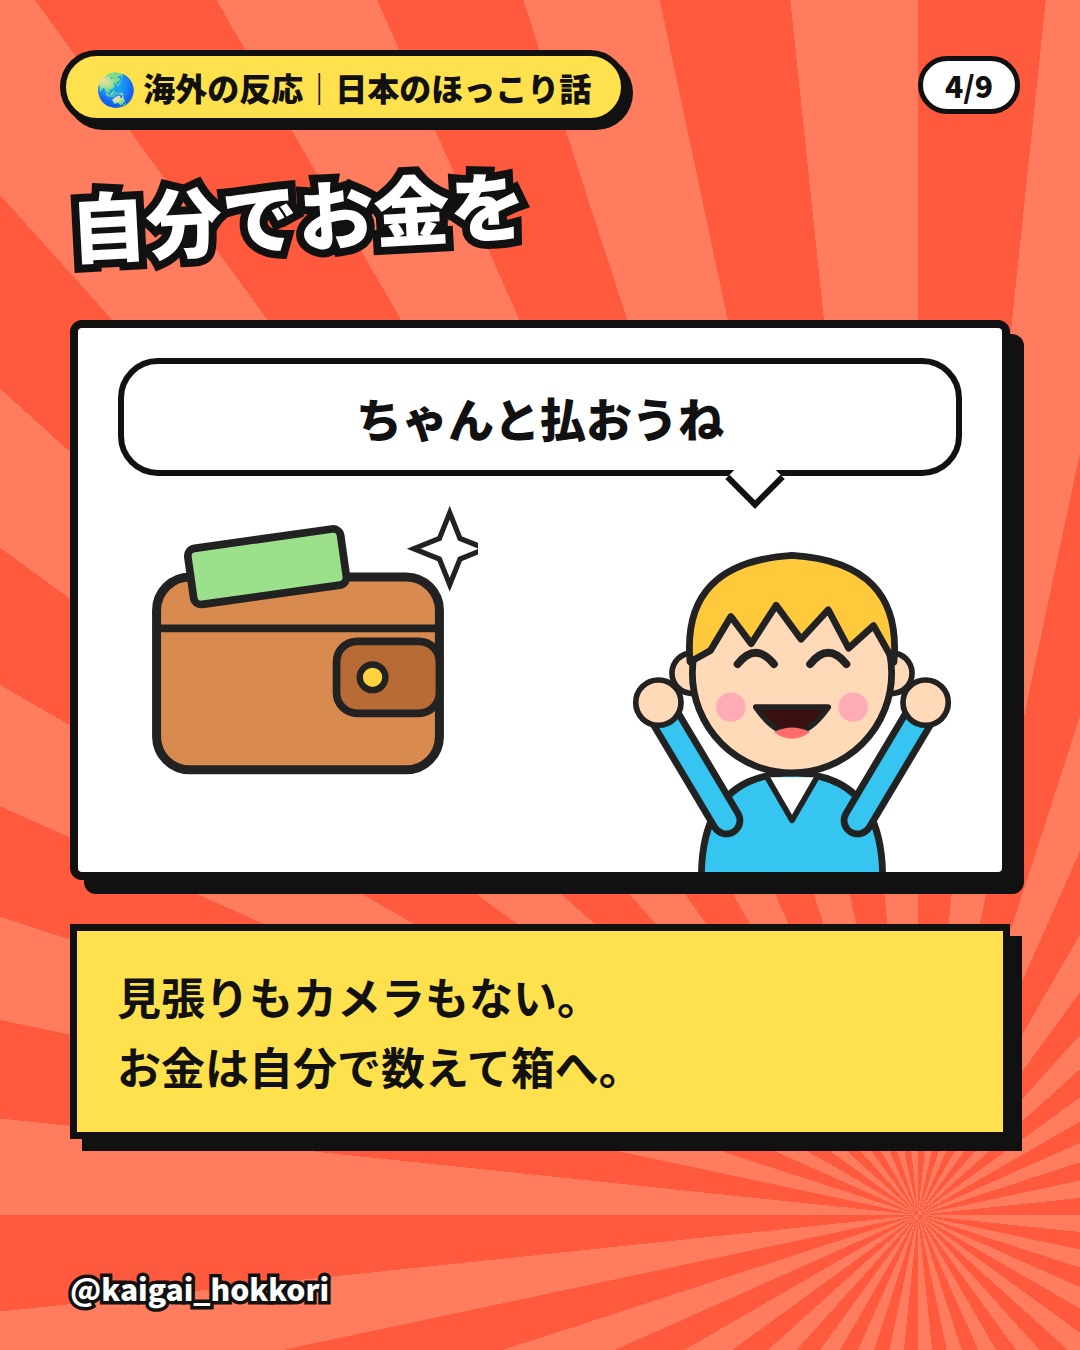 🌏 海外の反応｜日本のほっこり話
4/9
自分でお金を
ちゃんと払おうね
見張りもカメラもない。
お金は自分で数えて箱へ。
@kaigai_hokkori